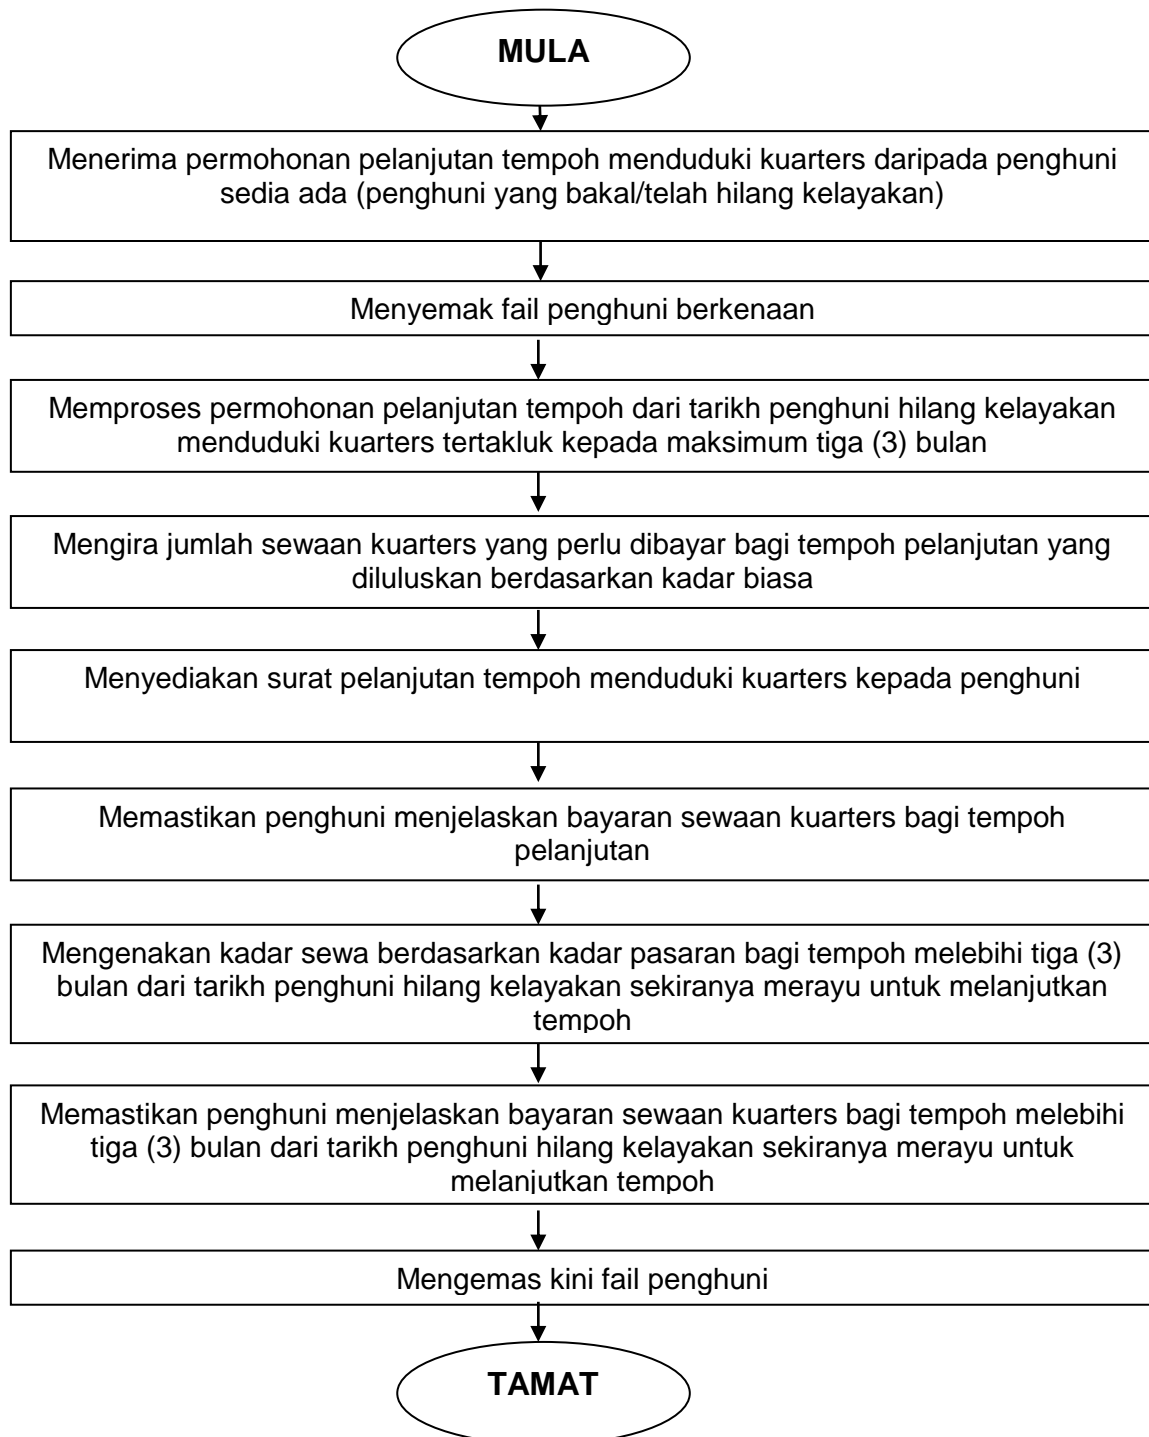 MULA
Menerima permohonan pelanjutan tempoh menduduki kuarters daripada penghuni
sedia ada (penghuni yang bakal/telah hilang kelayakan)
Menyemak fail penghuni berkenaan
Memproses permohonan pelanjutan tempoh dari tarikh penghuni hilang kelayakan
menduduki kuarters tertakluk kepada maksimum tiga (3) bulan
Mengira jumlah sewaan kuarters yang perlu dibayar bagi tempoh pelanjutan yang
diluluskan berdasarkan kadar biasa
Menyediakan surat pelanjutan tempoh menduduki kuarters kepada penghuni
Memastikan penghuni menjelaskan bayaran sewaan kuarters bagi tempoh
pelanjutan
Mengenakan kadar sewa berdasarkan kadar pasaran bagi tempoh melebihi tiga (3)
bulan dari tarikh penghuni hilang kelayakan sekiranya merayu untuk melanjutkan
tempoh
Memastikan penghuni menjelaskan bayaran sewaan kuarters bagi tempoh melebihi
tiga (3) bulan dari tarikh penghuni hilang kelayakan sekiranya merayu untuk
melanjutkan tempoh
Mengemas kini fail penghuni
TAMAT